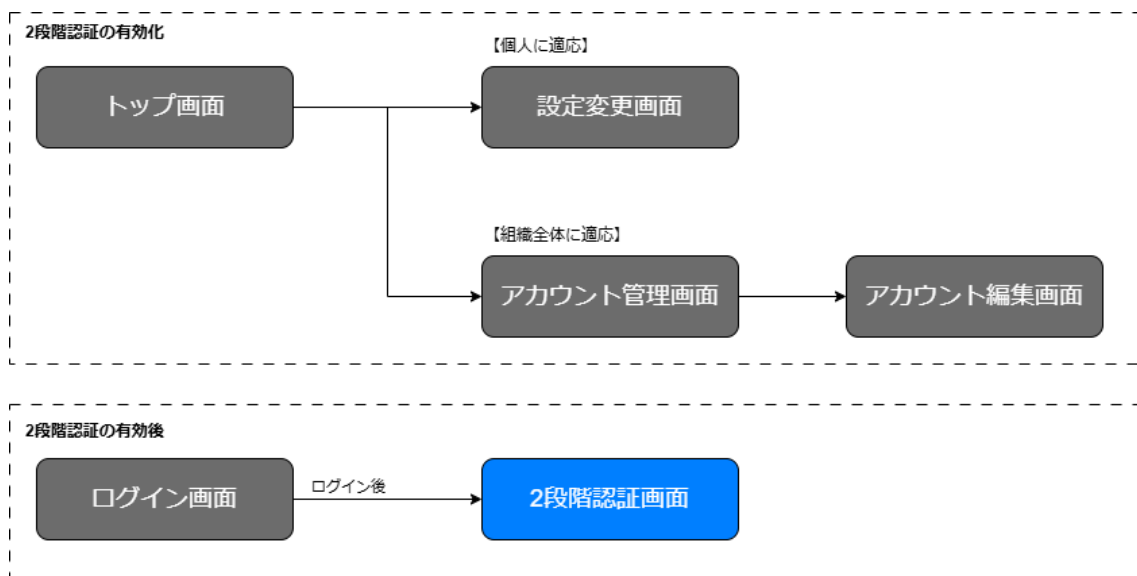 2段階認証の有効化
【個人に適応】
トップ画面
設定変更画面
【組織全体に適応】
アカウント管理画面
アカウント編集画面
2段階認証の有効後
ログイン画面
ログイン後
2段階認証画面